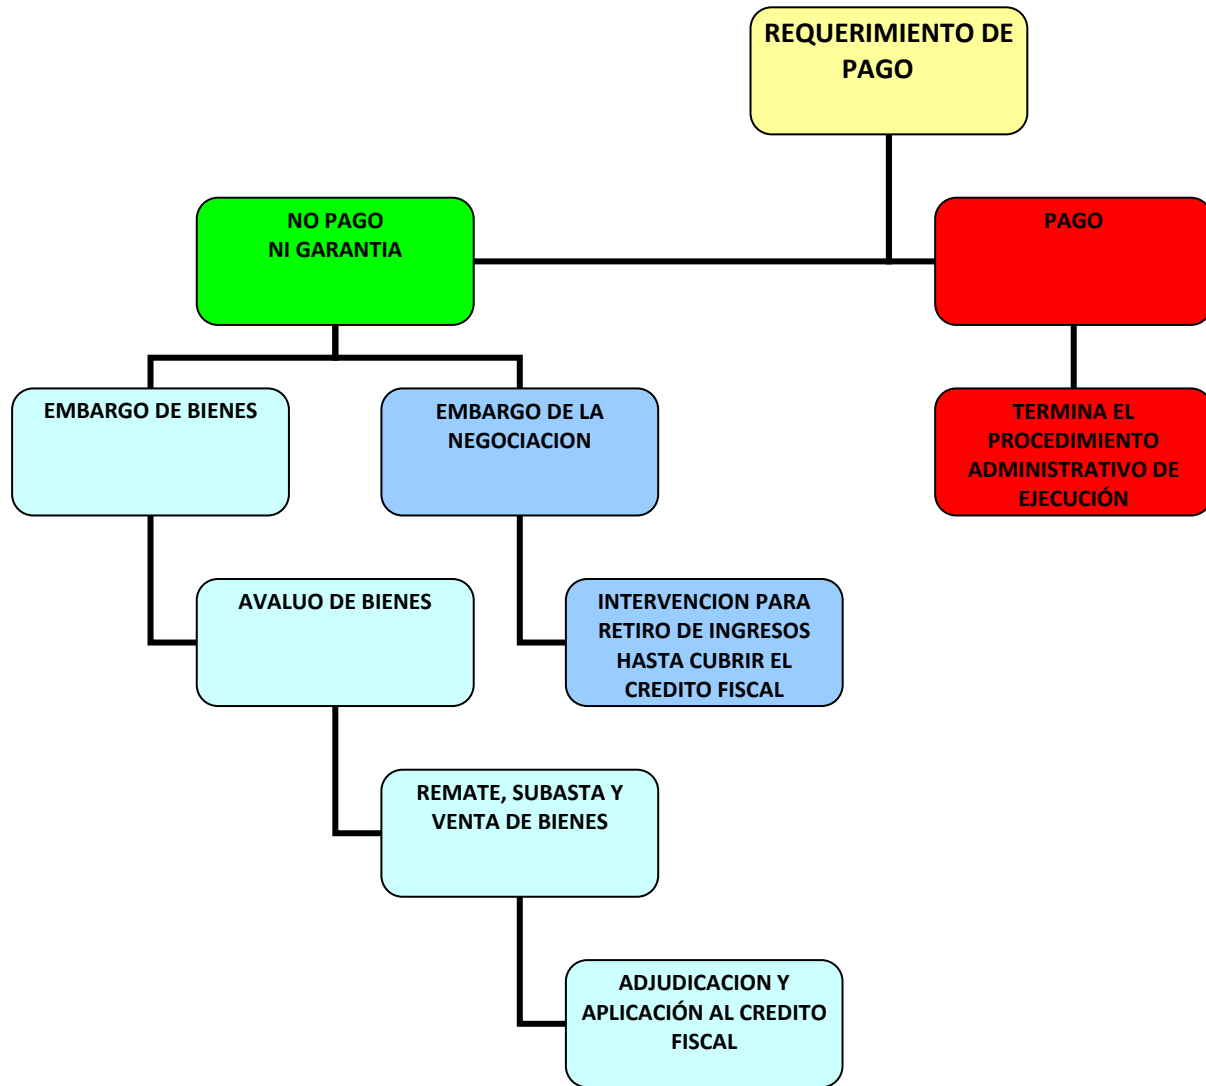 REQUERIMIENTO DE
PAGO
NO PAGO
NI GARANTIA
PAGO
EMBARGO DE BIENES
EMBARGO DE LA
NEGOCIACION
TERMINA EL
PROCEDIMIENTO
ADMINISTRATIVO DE
EJECUCIÓN
AVALUO DE BIENES
INTERVENCION PARA
RETIRO DE INGRESOS
HASTA CUBRIR EL
CREDITO FISCAL
REMATE, SUBASTA Y
VENTA DE BIENES
ADJUDICACION Y
APLICACIÓN AL CREDITO
FISCAL